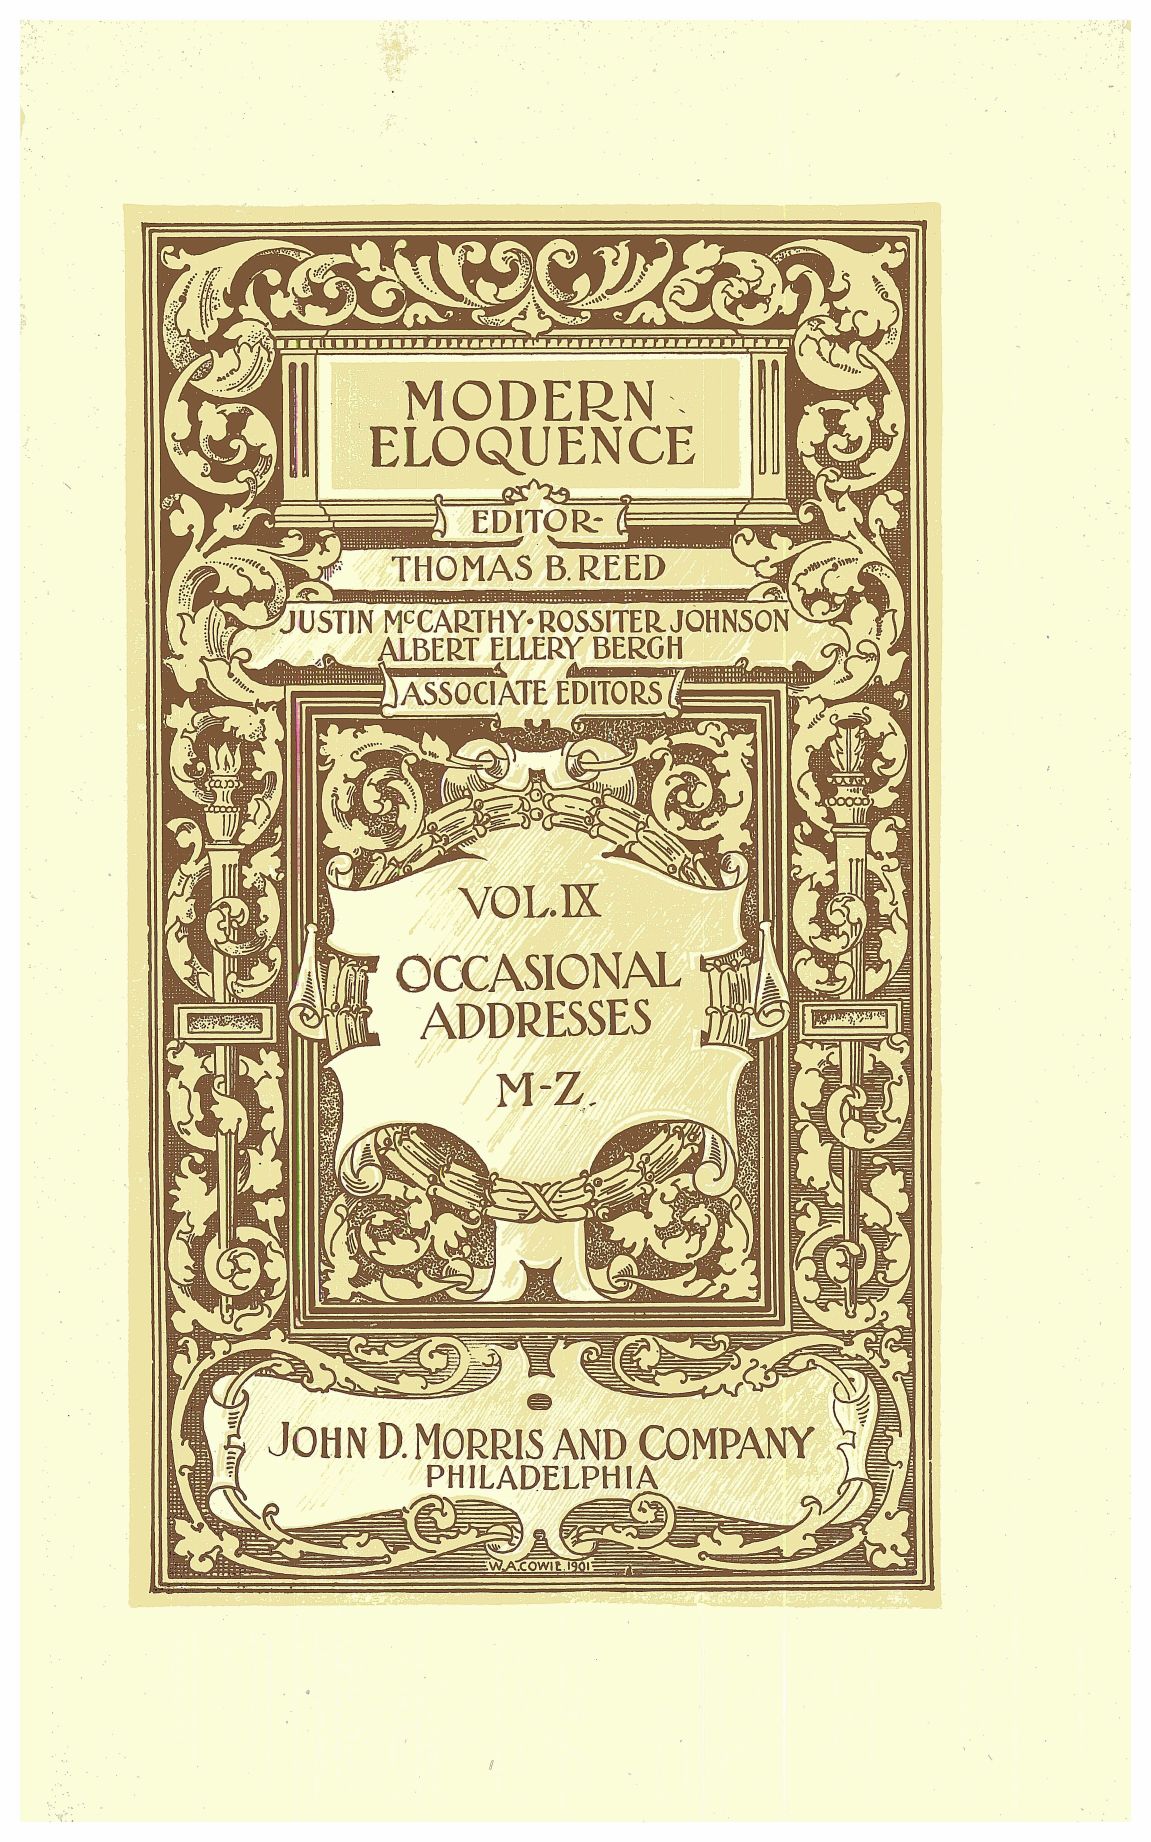 MODERN
ELOQUENCE
EDITOR-
THOMAS B. REED
JUSTIN McCARTHY · ROSSITER JOHNSON
ALBERT ELLERY BERGH
ASSOCIATE EDITORS
VOL. IX
OCCASIONAL
ADDRESSES
M-Z.
JOHN D. MORRIS AND COMPANY
PHILADELPHIA
W.A.COWIE.1901